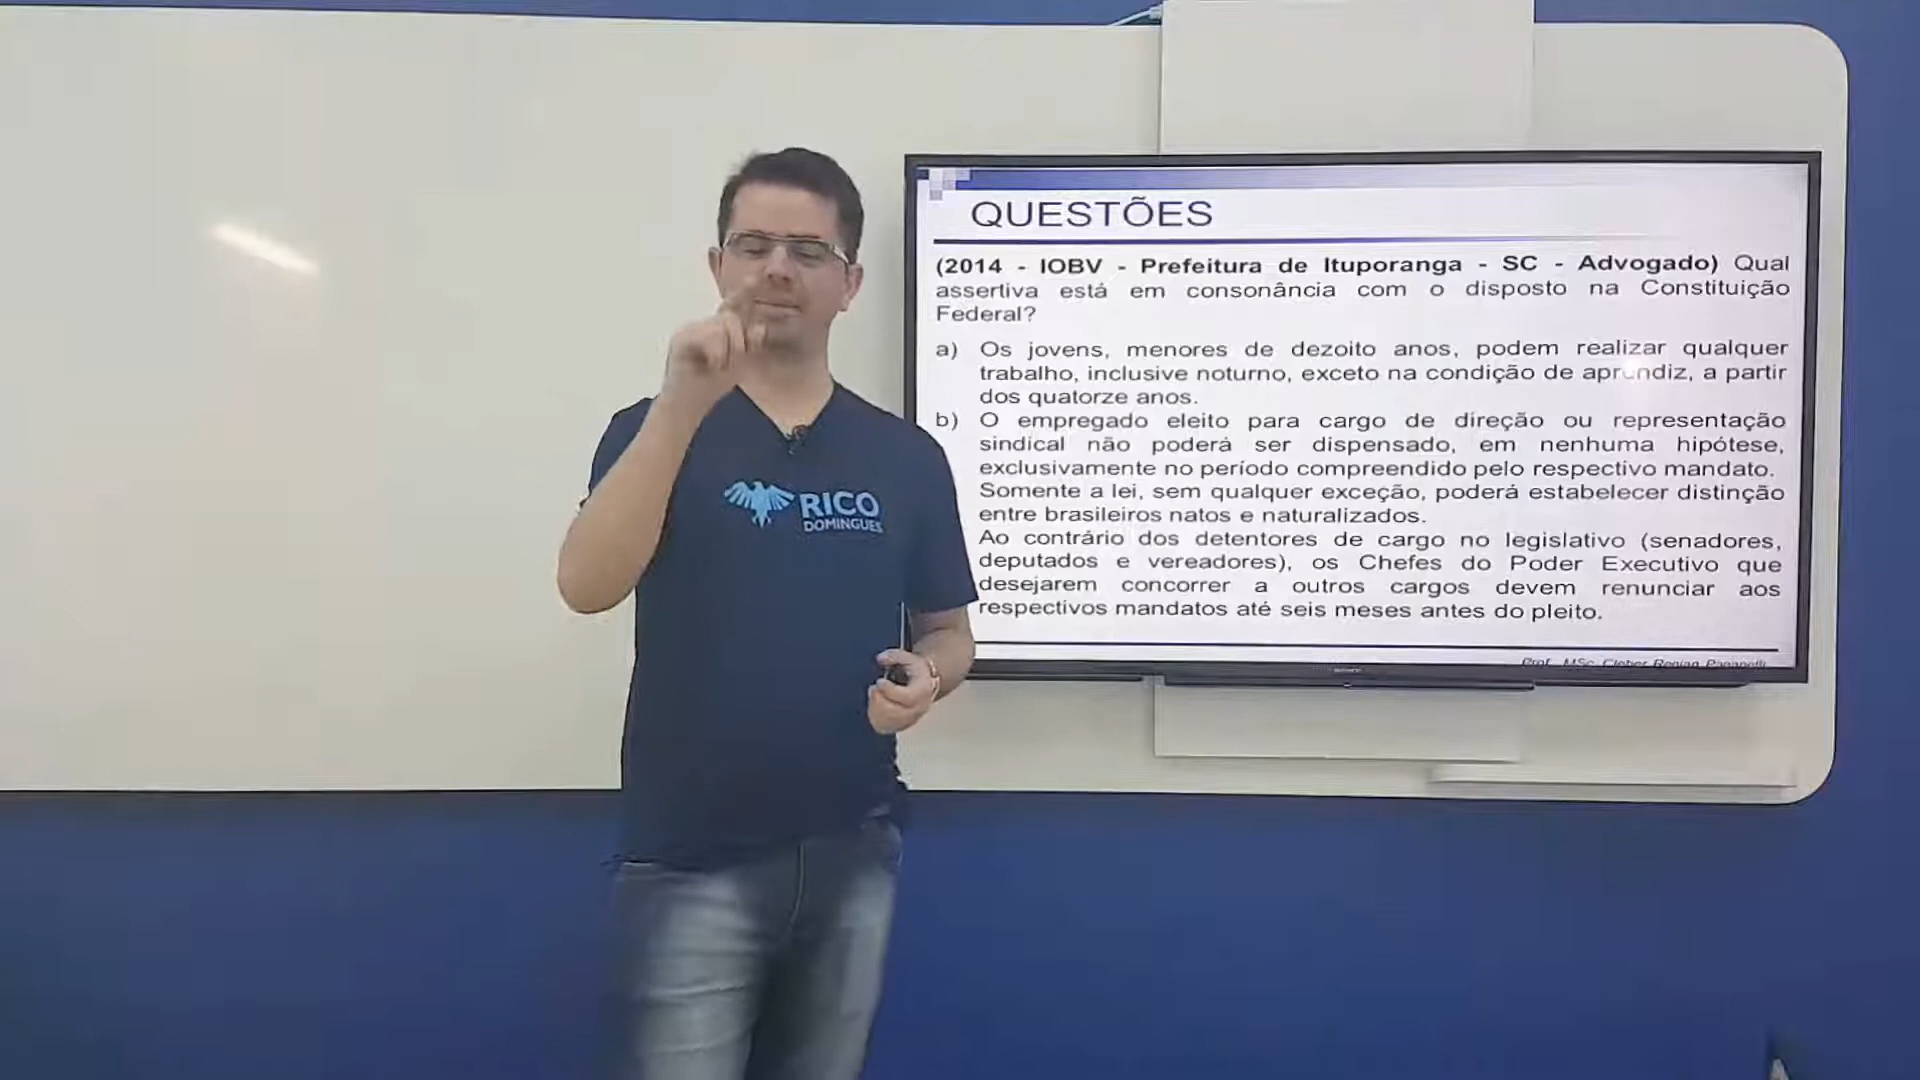 QUESTÕES
(2014 - IOBV - Prefeitura de Ituporanga - SC - Advogado) Qual
assertiva está em consonância com o disposto na Constituição
Federal?
a) Os jovens, menores de dezoito anos, podem realizar qualquer
trabalho, inclusive noturno, exceto na condição de aprendiz, a partir
dos quatorze anos.
b) O empregado eleito para cargo de direção ou representação
sindical não poderá ser dispensado, em nenhuma hipótese,
exclusivamente no período compreendido pelo respectivo mandato.
Somente a lei, sem qualquer exceção, poderá estabelecer distinção
entre brasileiros natos e naturalizados.
Ao contrário dos detentores de cargo no legislativo (senadores,
deputados e vereadores), os Chefes do Poder Executivo que
desejarem concorrer a outros cargos devem renunciar aos
respectivos mandatos até seis meses antes do pleito.
Prof. MSc. Cleber
RICO
DOMINGUES